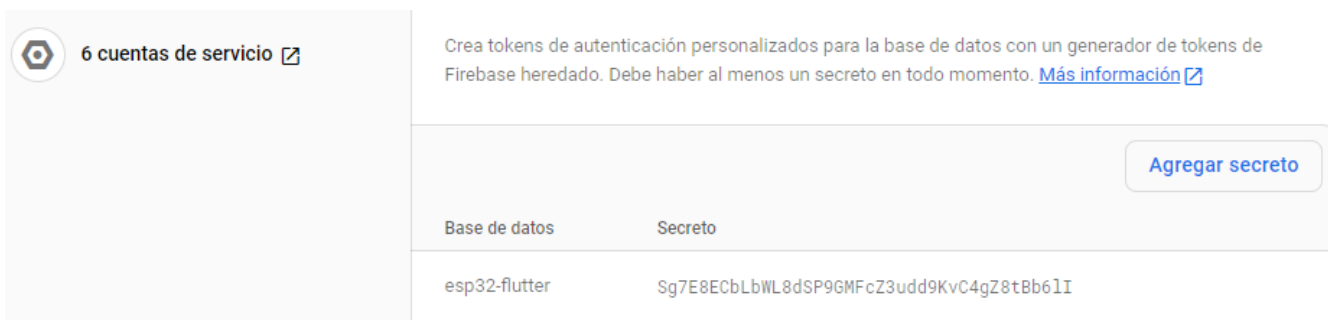 6 cuentas de servicio
Crea tokens de autenticación personalizados para la base de datos con un generador de tokens de
Firebase heredado. Debe haber al menos un secreto en todo momento. Más información
Agregar secreto
Base de datos Secreto
esp32-flutter Sg7E8ECbLbWL8dSP9GMFcZ3udd9KvC4gZ8tBb6lI